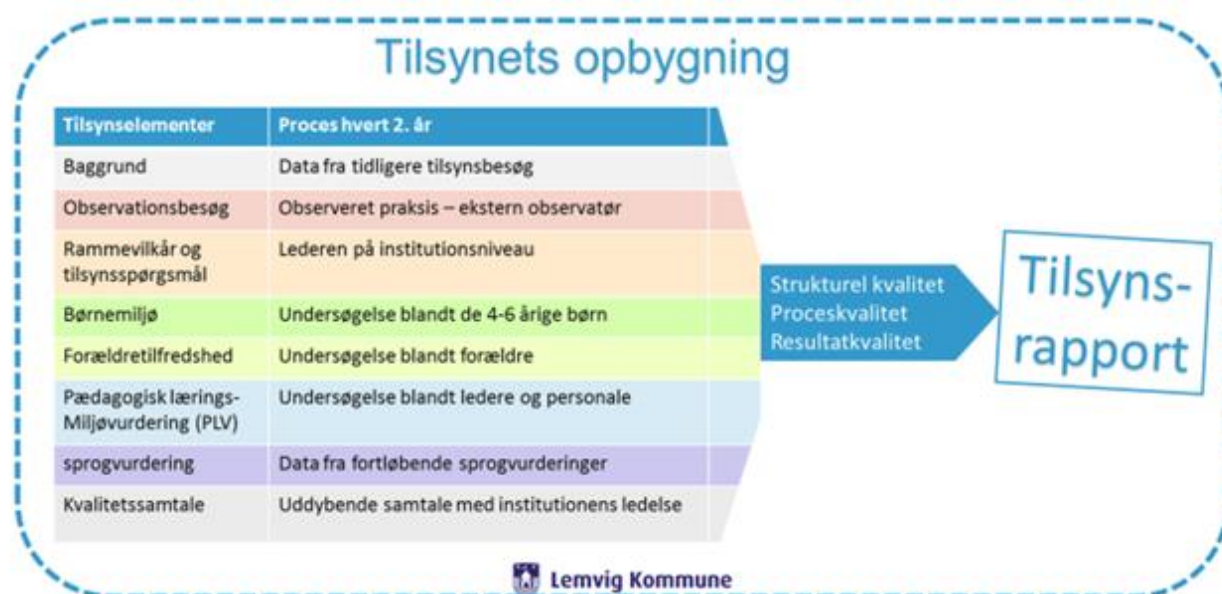 Tilsynets opbygning
Tilsynselementer Proces hvert 2. år
Baggrund Data fra tidligere tilsynsbesøg
Observationsbesøg Observeret praksis – ekstern observatør
Rammevilkår og Lederen på institutionsniveau
tilsynsspørgsmål
Børnemiljø Undersøgelse blandt de 4-6 årige børn
Forældretilfredshed Undersøgelse blandt forældre
Pædagogisk lærings- Undersøgelse blandt ledere og personale
Miljøvurdering (PLV)
sprogvurdering Data fra fortløbende sprogvurderinger
Kvalitetssamtale Uddybende samtale med institutionens ledelse
Strukturel kvalitet
Proceskvalitet
Resultatkvalitet
Tilsyns-
rapport
Lemvig Kommune